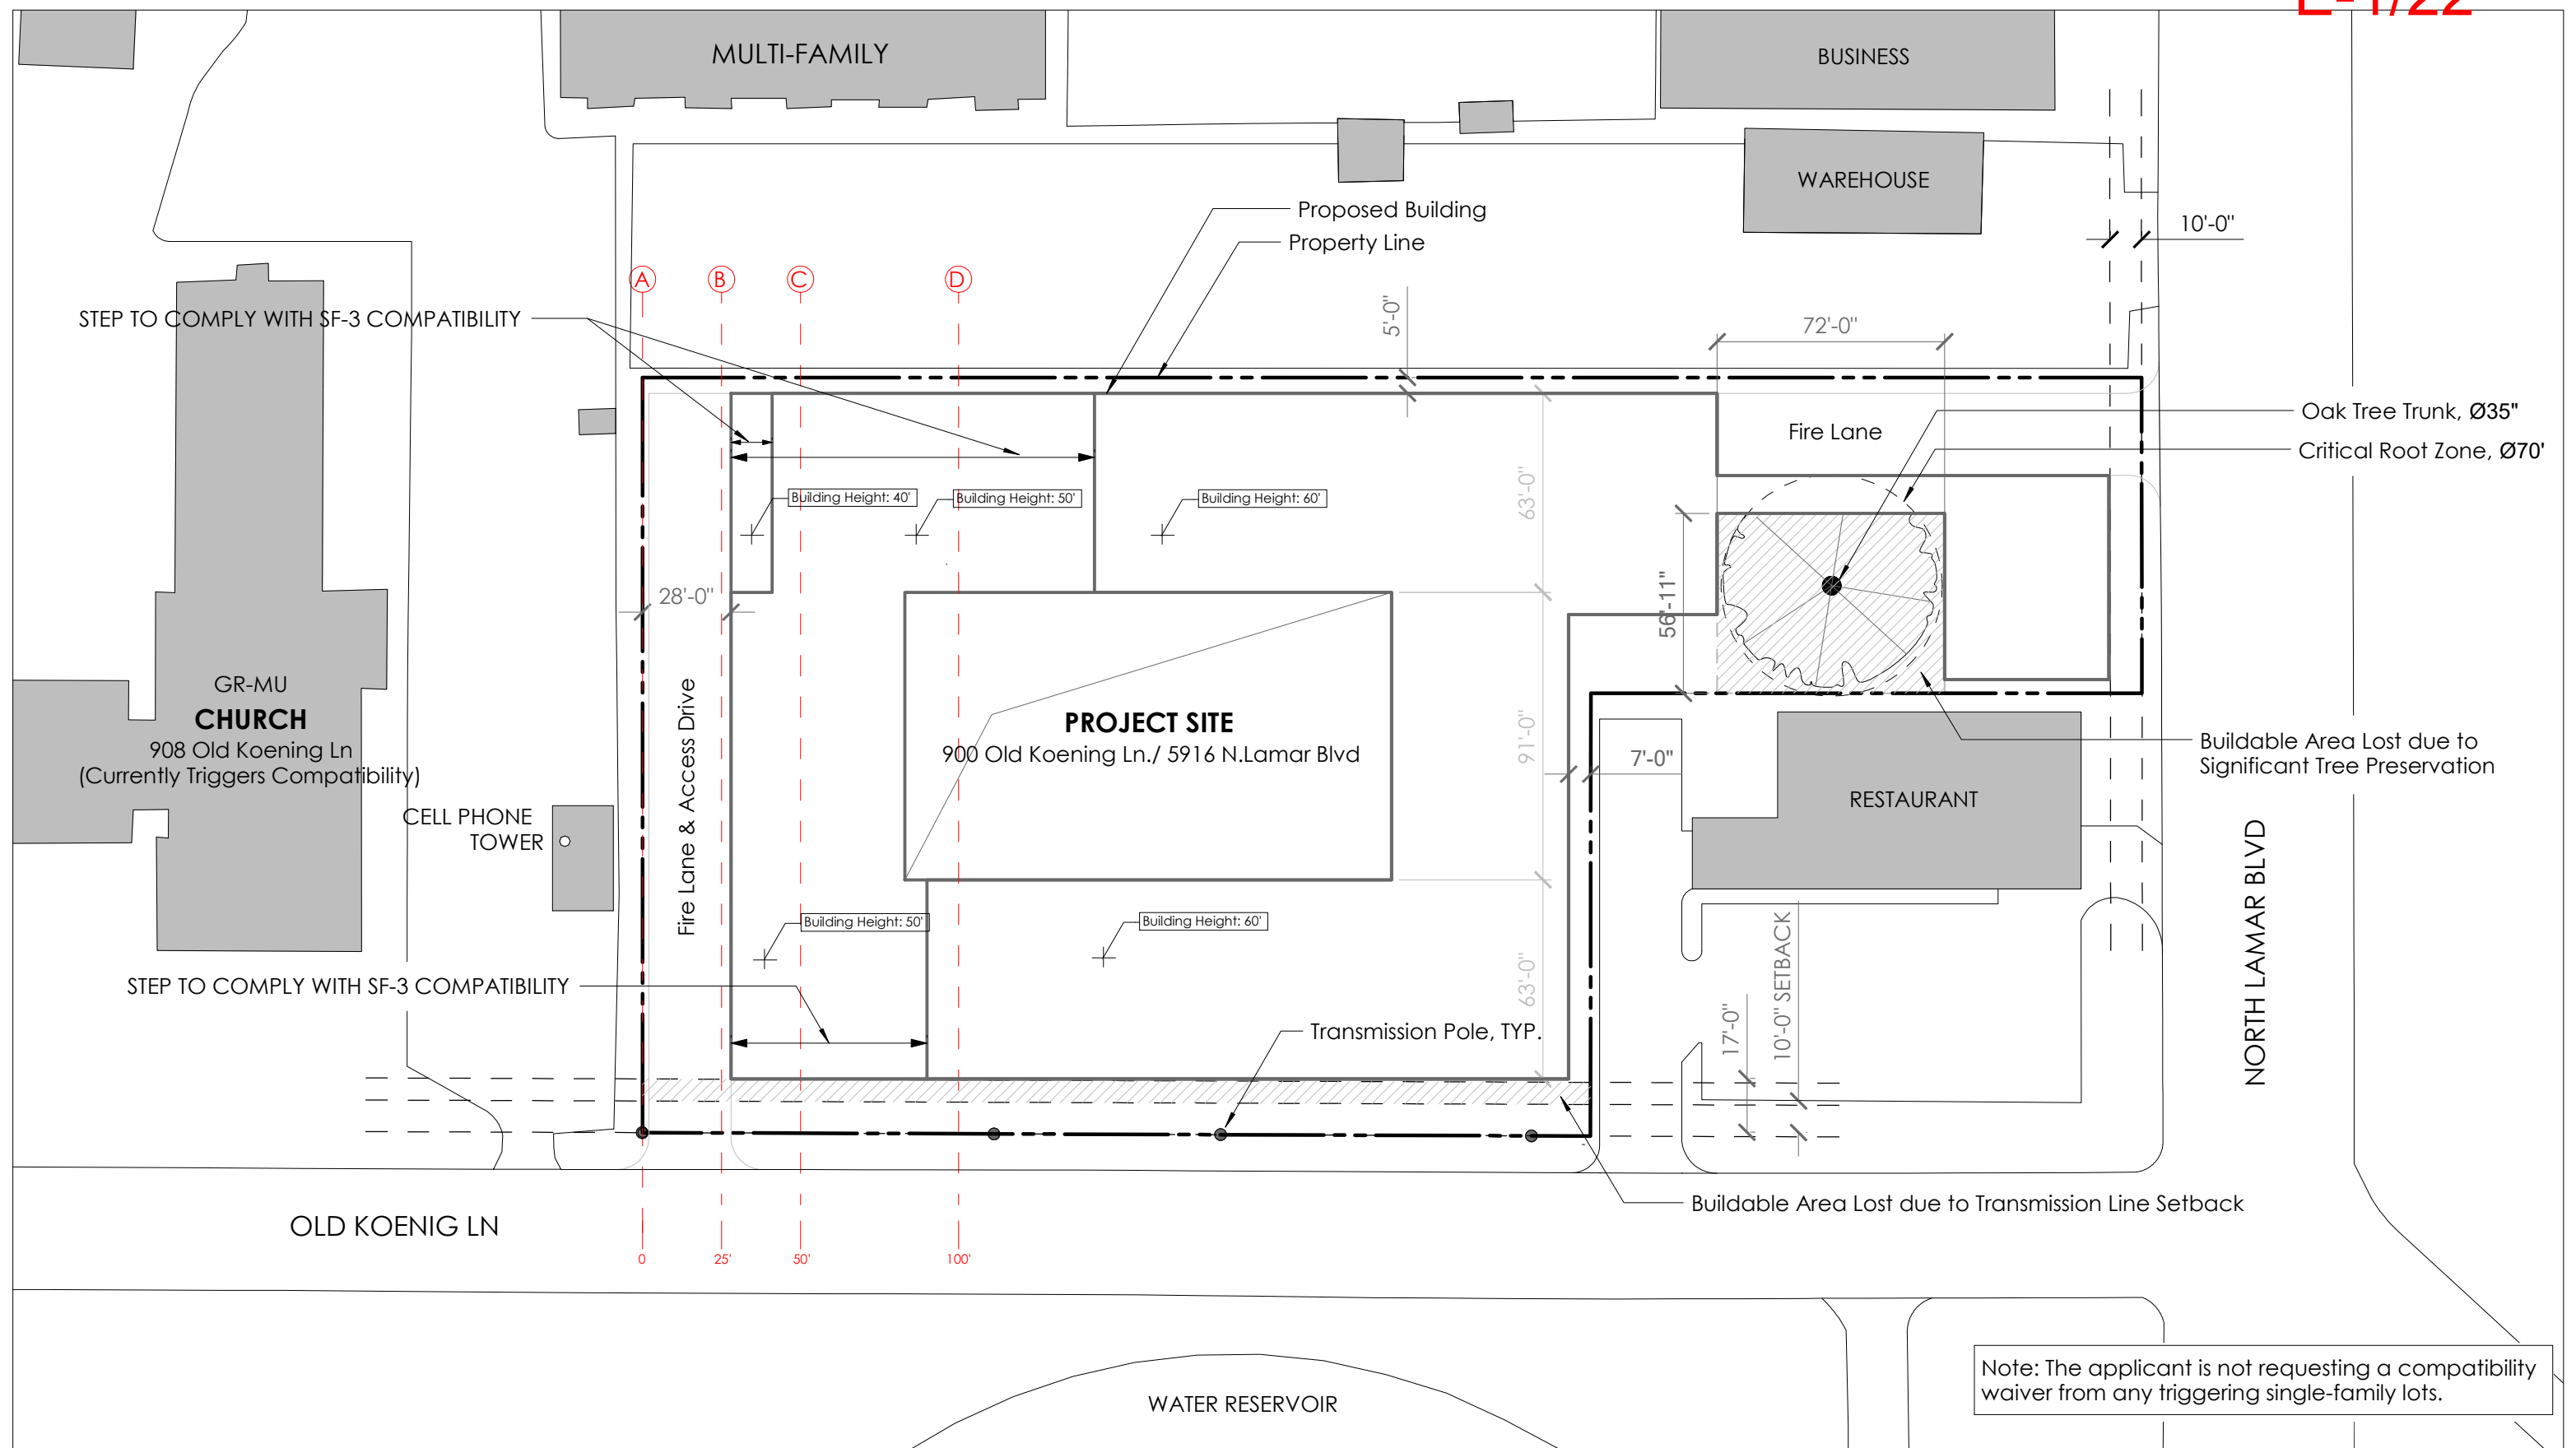 E-1/22
MULTI-FAMILY
BUSINESS
WAREHOUSE
10'-0"
Proposed Building
Property Line
A
B
C
D
STEP TO COMPLY WITH SF-3 COMPATIBILITY
5'-0"
72'-0"
Oak Tree Trunk, Ø35"
Critical Root Zone, Ø70'
Fire Lane
Building Height: 40'
Building Height: 50'
Building Height: 60'
63'-0"
28'-0"
56'-11"
GR-MU
CHURCH
908 Old Koening Ln
(Currently Triggers Compatibility)
Fire Lane & Access Drive
PROJECT SITE
900 Old Koening Ln./ 5916 N.Lamar Blvd
91'-0"
7'-0"
Buildable Area Lost due to
Significant Tree Preservation
RESTAURANT
CELL PHONE
TOWER
Building Height: 50'
Building Height: 60'
STEP TO COMPLY WITH SF-3 COMPATIBILITY
63'-0"
17'-0"
10'-0" SETBACK
NORTH LAMAR BLVD
Transmission Pole, TYP.
Buildable Area Lost due to Transmission Line Setback
OLD KOENIG LN
0
25'
50'
100'
Note: The applicant is not requesting a compatibility
waiver from any triggering single-family lots.
WATER RESERVOIR